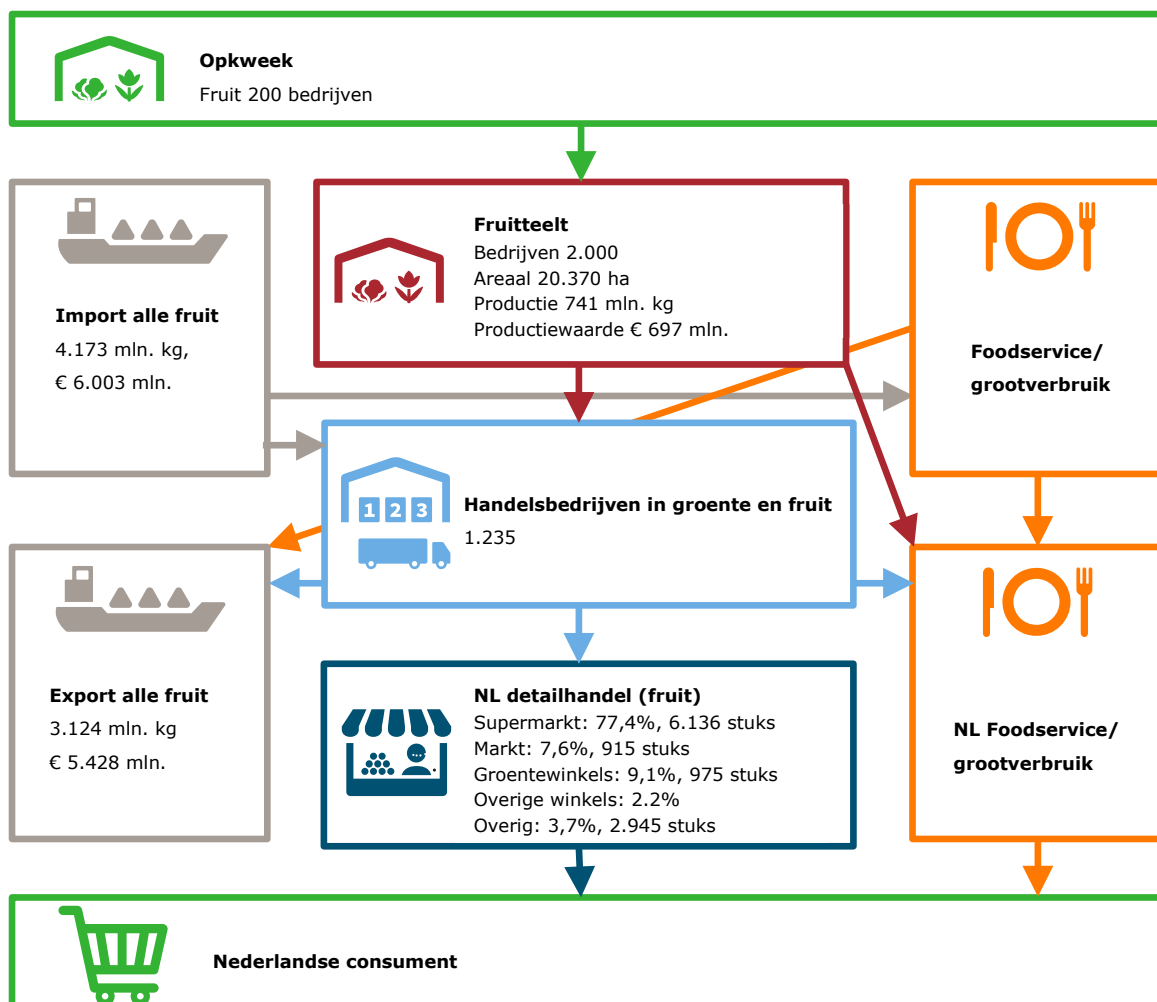 Opkweek
Fruit 200 bedrijven
Fruitteelt
Bedrijven 2.000
Areaal 20.370 ha
Productie 741 mln. kg
Productiewaarde € 697 mln.
Import alle fruit
4.173 mln. kg,
€ 6.003 mln.
Foodservice/
grootverbruik
1 2 3
Handelsbedrijven in groente en fruit
1.235
Export alle fruit
3.124 mln. kg
€ 5.428 mln.
NL detailhandel (fruit)
Supermarkt: 77,4%, 6.136 stuks
Markt: 7,6%, 915 stuks
Groentewinkels: 9,1%, 975 stuks
Overige winkels: 2.2%
Overig: 3,7%, 2.945 stuks
NL Foodservice/
grootverbruik
Nederlandse consument